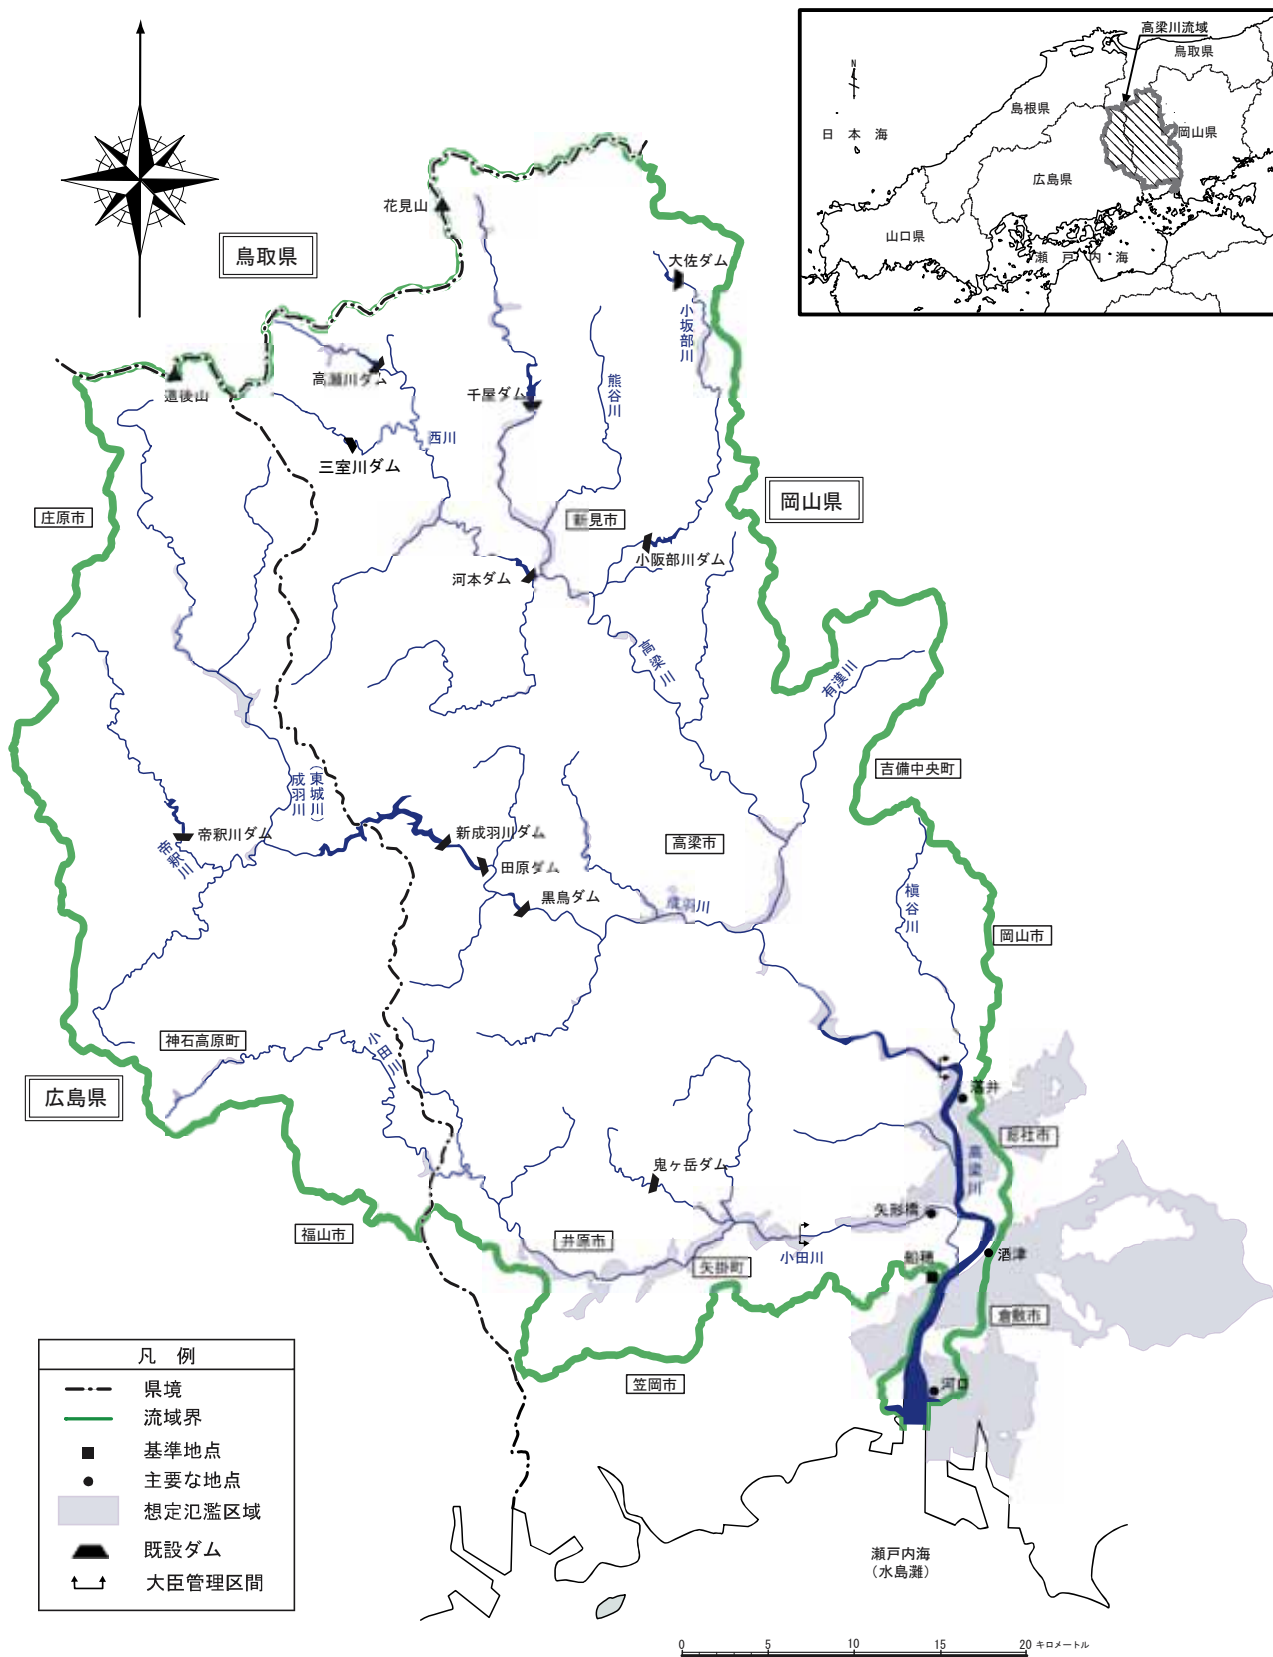 高梁川流域
鳥取県
N
島根県
日本海
岡山県
広島県
山口県
瀬戸内海
花見山
鳥取県
大佐ダム
小坂部川
高瀬川ダム
道後山
千屋ダム
熊谷川
西川
三室川ダム
岡山県
庄原市
新見市
小阪部川ダム
河本ダム
高梁川
有漢川
吉備中央町
成羽川
(東城川)
帝釈川ダム
帝釈川
新成羽川ダム
高梁市
田原ダム
黒鳥ダム
成羽川
槇谷川
岡山市
神石高原町
小田川
広島県
落井
総社市
高梁川
鬼ヶ岳ダム
矢形橋
福山市
井原市
小田川
船穂
酒津
矢掛町
倉敷市
笠岡市
河口
凡例
県境
流域界
基準地点
主要な地点
想定氾濫区域
既設ダム
大臣管理区間
瀬戸内海
(水島灘)
0 5 10 15 20 キロメートル